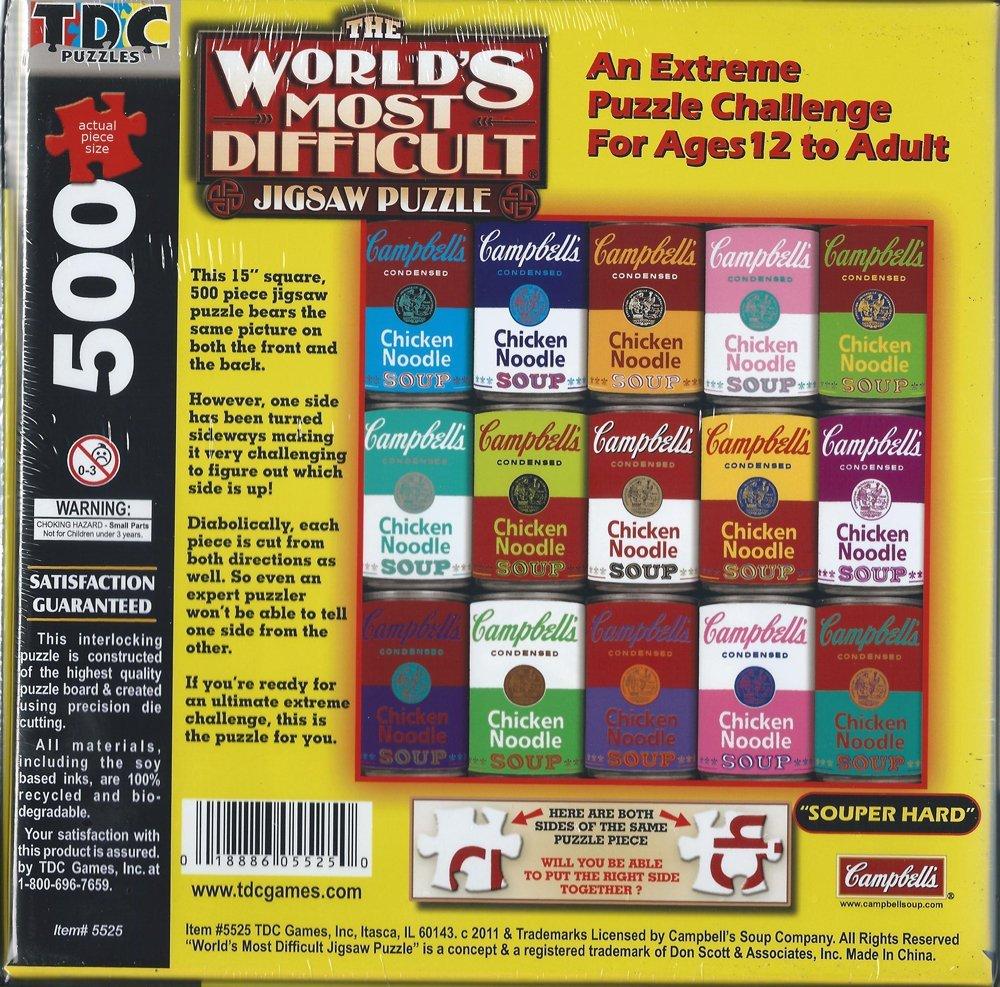 TDC
PUZZLES
actual
piece
size
500
0-3
WARNING:
CHOKING HAZARD - Small Parts
Not for Children under 3 years.
SATISFACTION
GUARANTEED
This interlocking
puzzle is constructed
of the highest quality
puzzle board & created
using precision die
cutting.
All materials,
including the soy
based inks, are 100%
recycled and bio-
degradable.
Your satisfaction with
this product is assured.
by TDC Games, Inc. at
1-800-696-7659.
Item# 5525
THE
WORLD'S
MOST
DIFFICULT®
JIGSAW PUZZLE
An Extreme
Puzzle Challenge
For Ages 12 to Adult
This 15" square,
500 piece jigsaw
puzzle bears the
same picture on
both the front and
the back.
However, one side
has been turned
sideways making
it very challenging
to figure out which
side is up!
Diabolically, each
piece is cut from
both directions as
well. So even an
expert puzzler
won't be able to tell
one side from the
other.
If you're ready for
an ultimate extreme
challenge, this is
the puzzle for you.
Campbell's Campbell's Campbell's Campbell's Campbell's
CONDENSED CONDENSED CONDENSED CONDENSED CONDENSED
Chicken Chicken Chicken Chicken Chicken
Noodle Noodle Noodle Noodle Noodle
SOUP SOUP SOUP SOUP SOUP
Campbell's Campbell's Campbell's Campbell's Campbell's
CONDENSED CONDENSED CONDENSED CONDENSED CONDENSED
Chicken Chicken Chicken Chicken Chicken
Noodle Noodle Noodle Noodle Noodle
SOUP SOUP SOUP SOUP SOUP
Campbell's Campbell's Campbell's Campbell's Campbell's
CONDENSED CONDENSED CONDENSED CONDENSED CONDENSED
Chicken Chicken Chicken Chicken Chicken
Noodle Noodle Noodle Noodle Noodle
SOUP SOUP SOUP SOUP SOUP
0 18886 05525 0
www.tdcgames.com
HERE ARE BOTH
SIDES OF THE SAME
PUZZLE PIECE
WILL YOU BE ABLE
TO PUT THE RIGHT SIDE
TOGETHER ?
"SOUPER HARD"
Campbell's®
www.campbellsoup.com
Item #5525 TDC Games, Inc, Itasca, IL 60143. c 2011 & Trademarks Licensed by Campbell's Soup Company. All Rights Reserved
"World's Most Difficult Jigsaw Puzzle" is a concept & a registered trademark of Don Scott & Associates, Inc. Made In China.